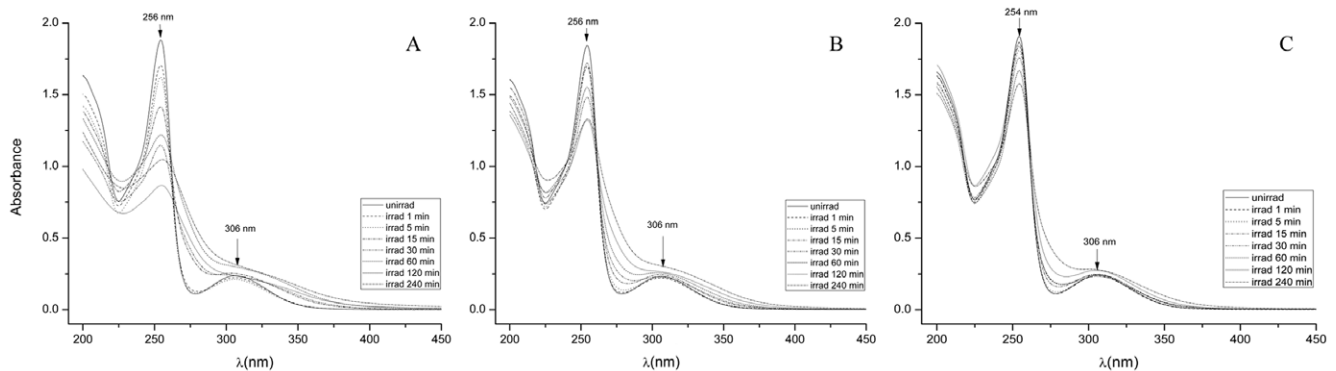 256 nm
A
2.0
1.5
1.0
0.5
0.0
Absorbance
306 nm
unirrad
irrad 1 min
irrad 5 min
irrad 15 min
irrad 30 min
irrad 60 min
irrad 120 min
irrad 240 min
200 250 300 350 400 450
λ(nm)
256 nm
B
2.0
1.5
1.0
0.5
0.0
306 nm
unirrad
irrad 1 min
irrad 5 min
irrad 15 min
irrad 30 min
irrad 60 min
irrad 120 min
irrad 240 min
200 250 300 350 400 450
λ(nm)
254 nm
C
2.0
1.5
1.0
0.5
0.0
306 nm
unirrad
irrad 1 min
irrad 5 min
irrad 15 min
irrad 30 min
irrad 60 min
irrad 120 min
irrad 240 min
200 250 300 350 400 450
λ(nm)